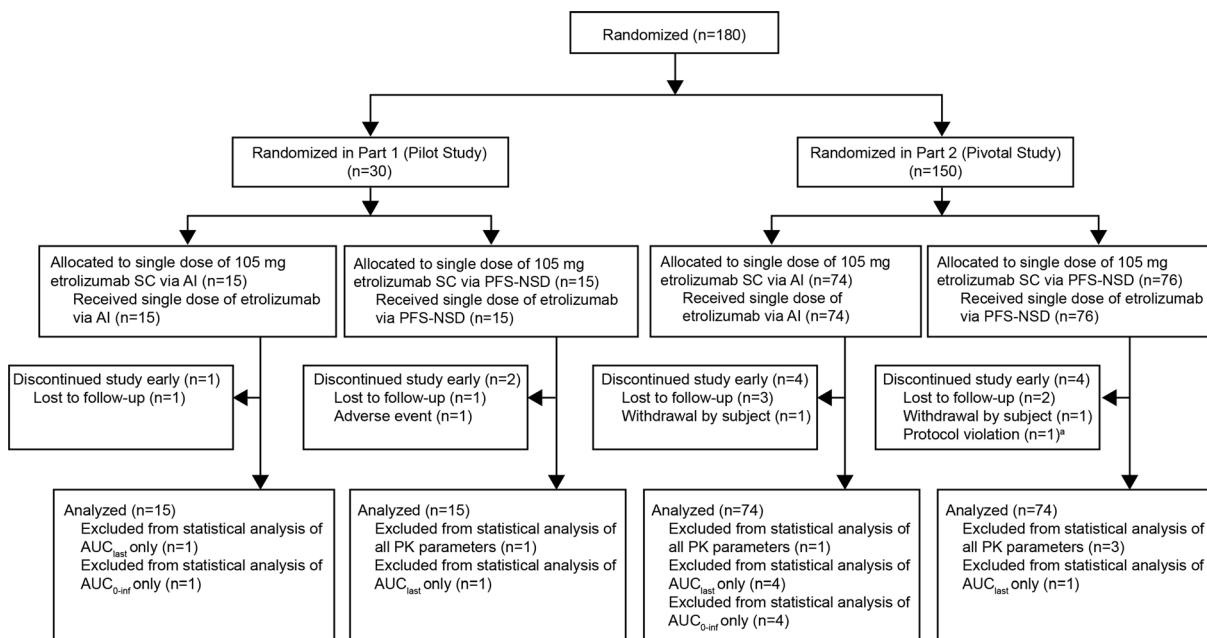 Randomized (n=180)
Randomized in Part 1 (Pilot Study)
(n=30)
Randomized in Part 2 (Pivotal Study)
(n=150)
Allocated to single dose of 105 mg
etrolizumab SC via AI (n=15)
Received single dose of etrolizumab
via AI (n=15)
Allocated to single dose of 105 mg
etrolizumab SC via PFS-NSD (n=15)
Received single dose of etrolizumab
via PFS-NSD (n=15)
Allocated to single dose of 105 mg
etrolizumab SC via AI (n=74)
Received single dose of
etrolizumab via AI (n=74)
Allocated to single dose of 105 mg
etrolizumab SC via PFS-NSD (n=76)
Received single dose of etrolizumab
via PFS-NSD (n=76)
Discontinued study early (n=1)
Lost to follow-up (n=1)
Discontinued study early (n=2)
Lost to follow-up (n=1)
Adverse event (n=1)
Discontinued study early (n=4)
Lost to follow-up (n=3)
Withdrawal by subject (n=1)
Discontinued study early (n=4)
Lost to follow-up (n=2)
Withdrawal by subject (n=1)
Protocol violation (n=1)a
Analyzed (n=15)
Excluded from statistical analysis of
AUClast only (n=1)
Excluded from statistical analysis of
AUC0-inf only (n=1)
Analyzed (n=15)
Excluded from statistical analysis of
all PK parameters (n=1)
Excluded from statistical analysis of
AUClast only (n=1)
Analyzed (n=74)
Excluded from statistical analysis of
all PK parameters (n=1)
Excluded from statistical analysis of
AUClast only (n=4)
Excluded from statistical analysis of
AUC0-inf only (n=4)
Analyzed (n=74)
Excluded from statistical analysis of
all PK parameters (n=3)
Excluded from statistical analysis of
AUClast only (n=1)